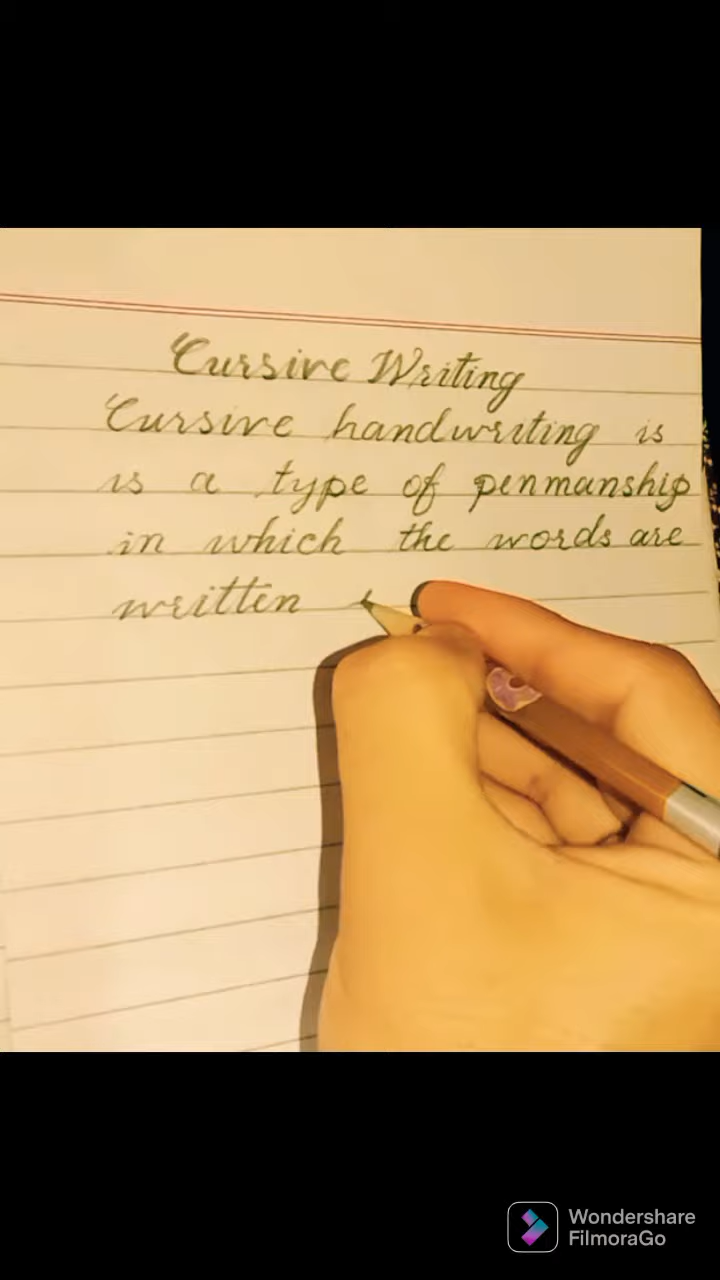 Cursive Writing
Cursive handwriting is
is a type of penmanship
in which the words are
written
Wondershare
FilmoraGo